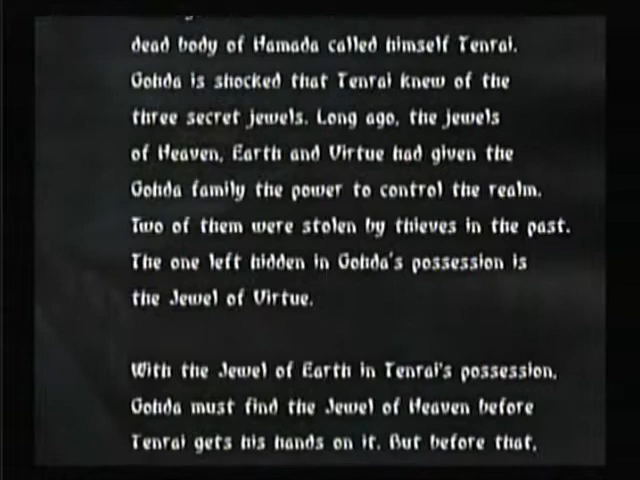 dead body of Hamada called himself Tenrai.
Gohda is shocked that Tenrai knew of the
three secret jewels. Long ago, the jewels
of Heaven, Earth and Virtue had given the
Gohda family the power to control the realm.
Two of them were stolen by thieves in the past.
The one left hidden in Gohda's possession is
the Jewel of Virtue.
With the Jewel of Earth in Tenrai's possession,
Gohda must find the Jewel of Heaven before
Tenrai gets his hands on it. But before that,